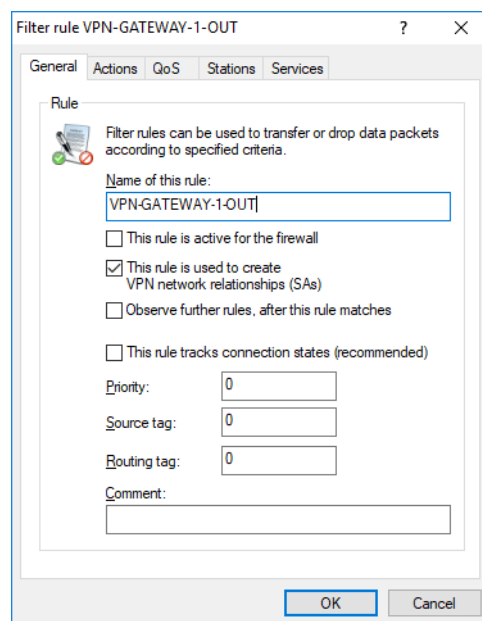 Filter rule VPN-GATEWAY-1-OUT
?
General Actions QoS Stations Services
Rule
Filter rules can be used to transfer or drop data packets
according to specified criteria.
Name of this rule:
VPN-GATEWAY-1-OUT
This rule is active for the firewall
This rule is used to create
VPN network relationships (SAs)
Observe further rules, after this rule matches
This rule tracks connection states (recommended)
Priority: 0
Source tag: 0
Routing tag: 0
Comment:
OK Cancel